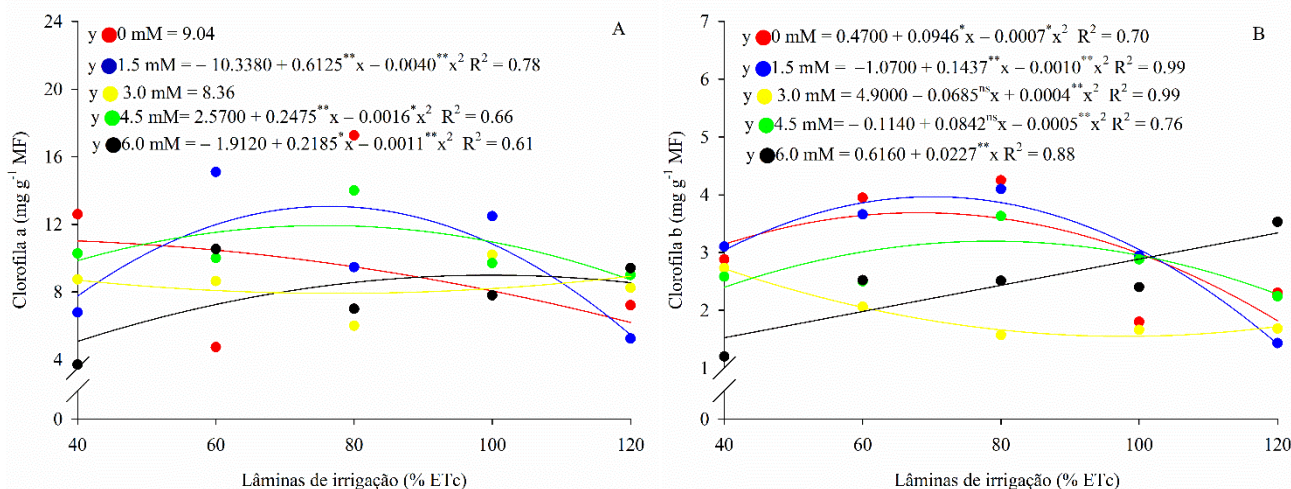 A
y 0 mM = 9.04
y 1.5 mM = − 10.3380 + 0.6125**x − 0.0040**x² R² = 0.78
y 3.0 mM = 8.36
y 4.5 mM= 2.5700 + 0.2475**x − 0.0016*x² R² = 0.66
y 6.0 mM = − 1.9120 + 0.2185*x − 0.0011**x² R² = 0.61
Clorofila a (mg g⁻¹ MF)
24
20
16
12
8
4
0
40 60 80 100 120
Lâminas de irrigação (% ETc)
B
y 0 mM = 0.4700 + 0.0946*x − 0.0007*x² R² = 0.70
y 1.5 mM = −1.0700 + 0.1437**x − 0.0010**x² R² = 0.99
y 3.0 mM = 4.9000 − 0.0685ⁿˢx + 0.0004**x² R² = 0.99
y 4.5 mM= − 0.1140 + 0.0842ⁿˢx − 0.0005**x² R² = 0.76
y 6.0 mM = 0.6160 + 0.0227**x R² = 0.88
Clorofila b (mg g⁻¹ MF)
7
6
5
4
3
2
1
0
40 60 80 100 120
Lâminas de irrigação (% ETc)